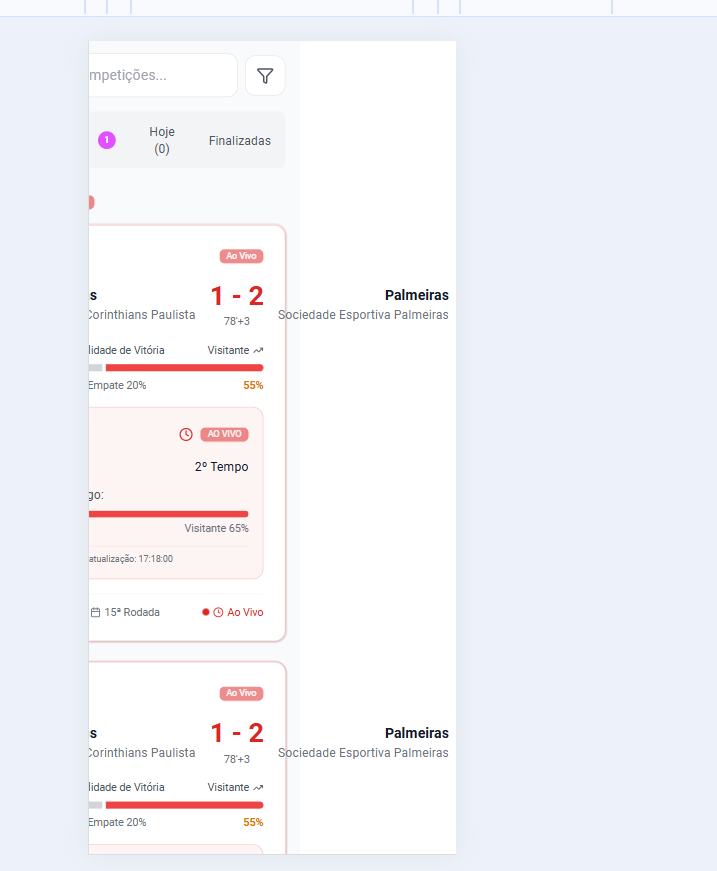 mpetições...
1
Hoje
(0)
Finalizadas
Ao Vivo
s
1 - 2
Palmeiras
Corinthians Paulista
78'+3
Sociedade Esportiva Palmeiras
lidade de Vitória
Visitante
Empate 20%
55%
AO VIVO
2º Tempo
go:
Visitante 65%
atualização: 17:18:00
15ª Rodada
Ao Vivo
Ao Vivo
s
1 - 2
Palmeiras
Corinthians Paulista
78'+3
Sociedade Esportiva Palmeiras
lidade de Vitória
Visitante
Empate 20%
55%